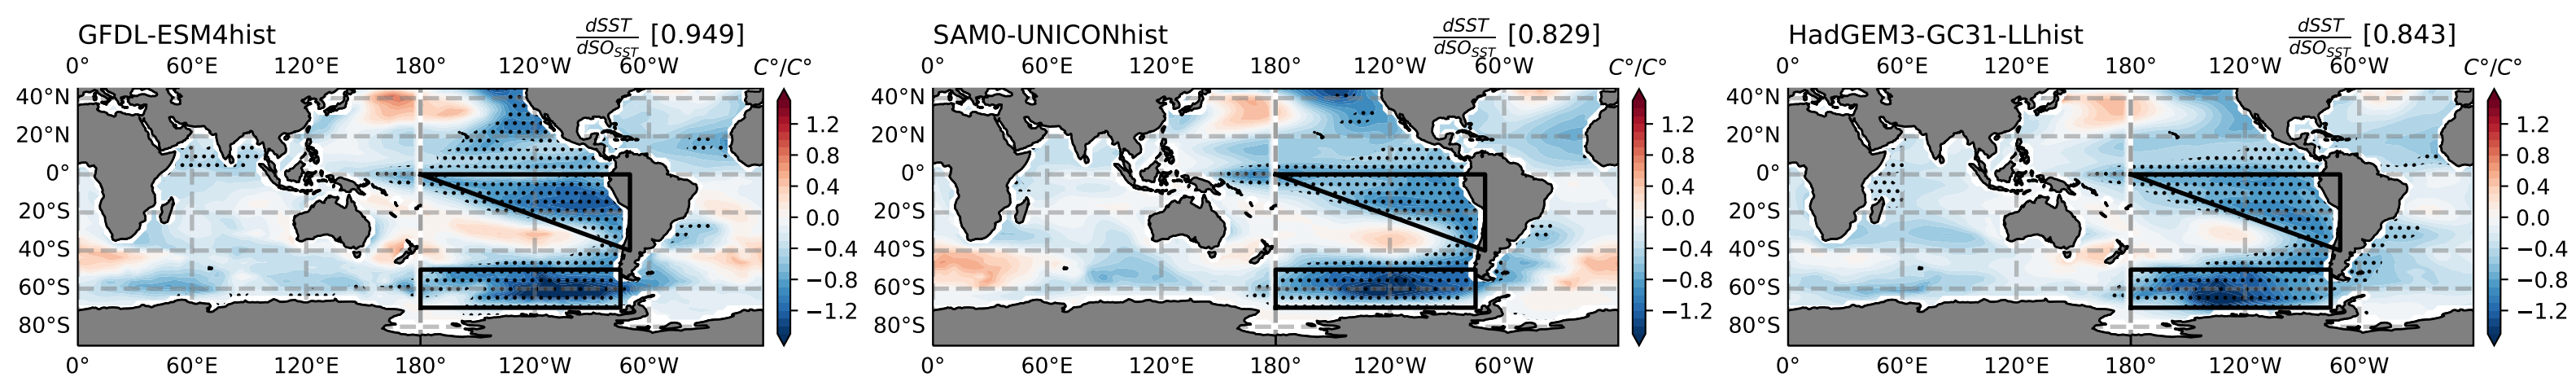 GFDL-ESM4hist dSST/dSO_SST [0.949]
0° 60°E 120°E 180° 120°W 60°W C°/C°
40°N
20°N
0°
20°S
40°S
60°S
80°S
1.2
0.8
0.4
0.0
−0.4
−0.8
−1.2
0° 60°E 120°E 180° 120°W 60°W
SAM0-UNICONhist dSST/dSO_SST [0.829]
0° 60°E 120°E 180° 120°W 60°W C°/C°
40°N
20°N
0°
20°S
40°S
60°S
80°S
1.2
0.8
0.4
0.0
−0.4
−0.8
−1.2
0° 60°E 120°E 180° 120°W 60°W
HadGEM3-GC31-LLhist dSST/dSO_SST [0.843]
0° 60°E 120°E 180° 120°W 60°W C°/C°
40°N
20°N
0°
20°S
40°S
60°S
80°S
1.2
0.8
0.4
0.0
−0.4
−0.8
−1.2
0° 60°E 120°E 180° 120°W 60°W